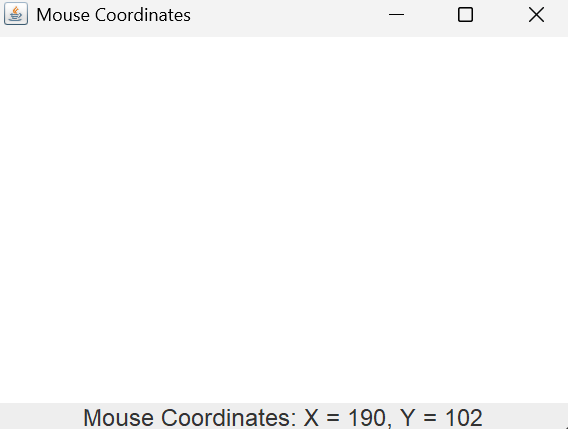 Mouse Coordinates
Mouse Coordinates: X = 190, Y = 102